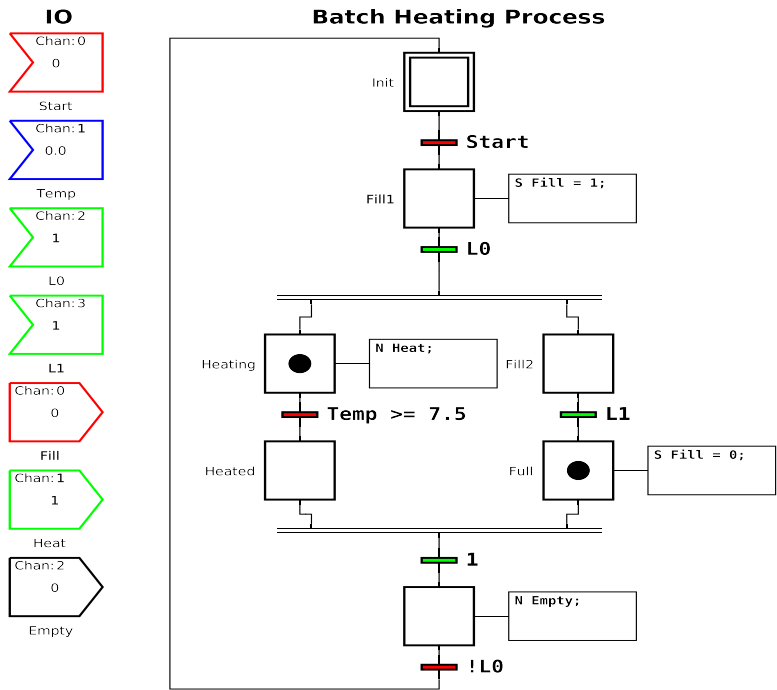 IO
Chan: 0
0
Start
Chan: 1
0.0
Temp
Chan: 2
1
L0
Chan: 3
1
L1
Chan: 0
0
Fill
Chan: 1
1
Heat
Chan: 2
0
Empty
Batch Heating Process
Init
Start
Fill1
S Fill = 1;
L0
Heating
N Heat;
Fill2
Temp >= 7.5
L1
Heated
Full
S Fill = 0;
1
N Empty;
!L0